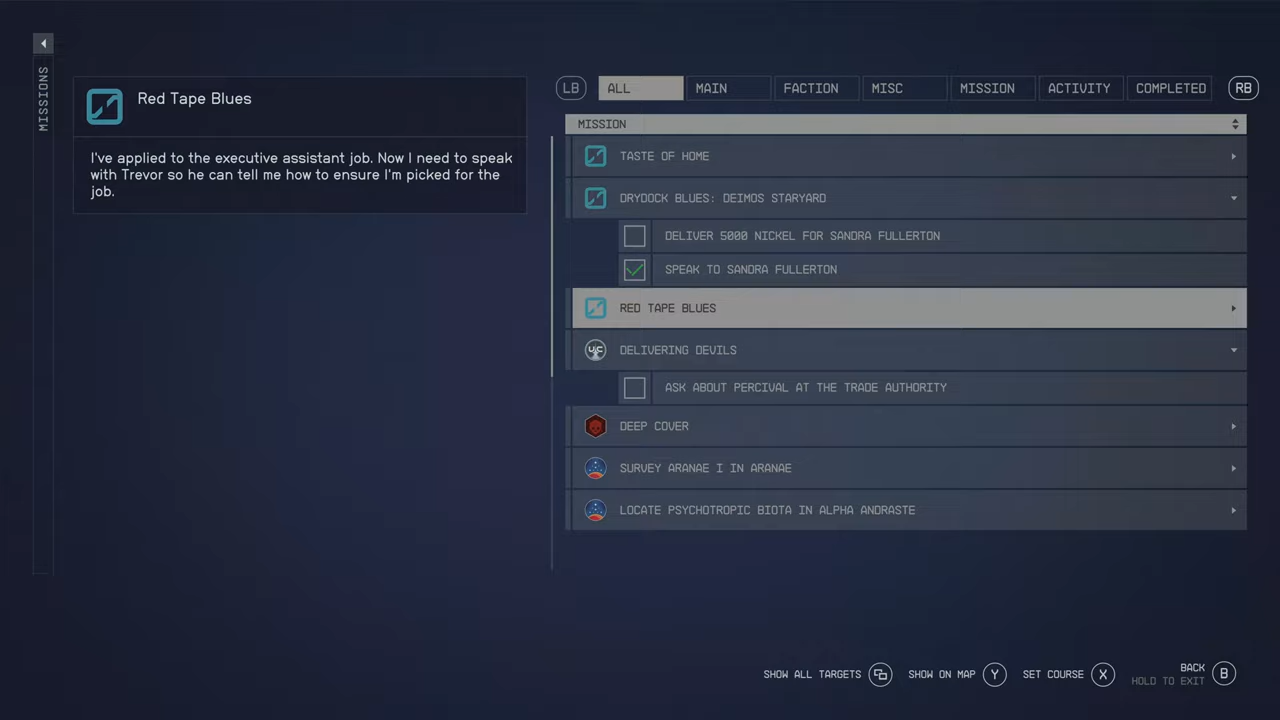 MISSIONS
Red Tape Blues
I've applied to the executive assistant job. Now I need to speak
with Trevor so he can tell me how to ensure I'm picked for the
job.
LB
ALL
MAIN
FACTION
MISC
MISSION
ACTIVITY
COMPLETED
RB
MISSION
TASTE OF HOME
DRYDOCK BLUES: DEIMOS STARYARD
DELIVER 5000 NICKEL FOR SANDRA FULLERTON
SPEAK TO SANDRA FULLERTON
RED TAPE BLUES
UC
DELIVERING DEVILS
ASK ABOUT PERCIVAL AT THE TRADE AUTHORITY
DEEP COVER
SURVEY ARANAE I IN ARANAE
LOCATE PSYCHOTROPIC BIOTA IN ALPHA ANDRASTE
SHOW ALL TARGETS
SHOW ON MAP Y
SET COURSE X
BACK B
HOLD TO EXIT